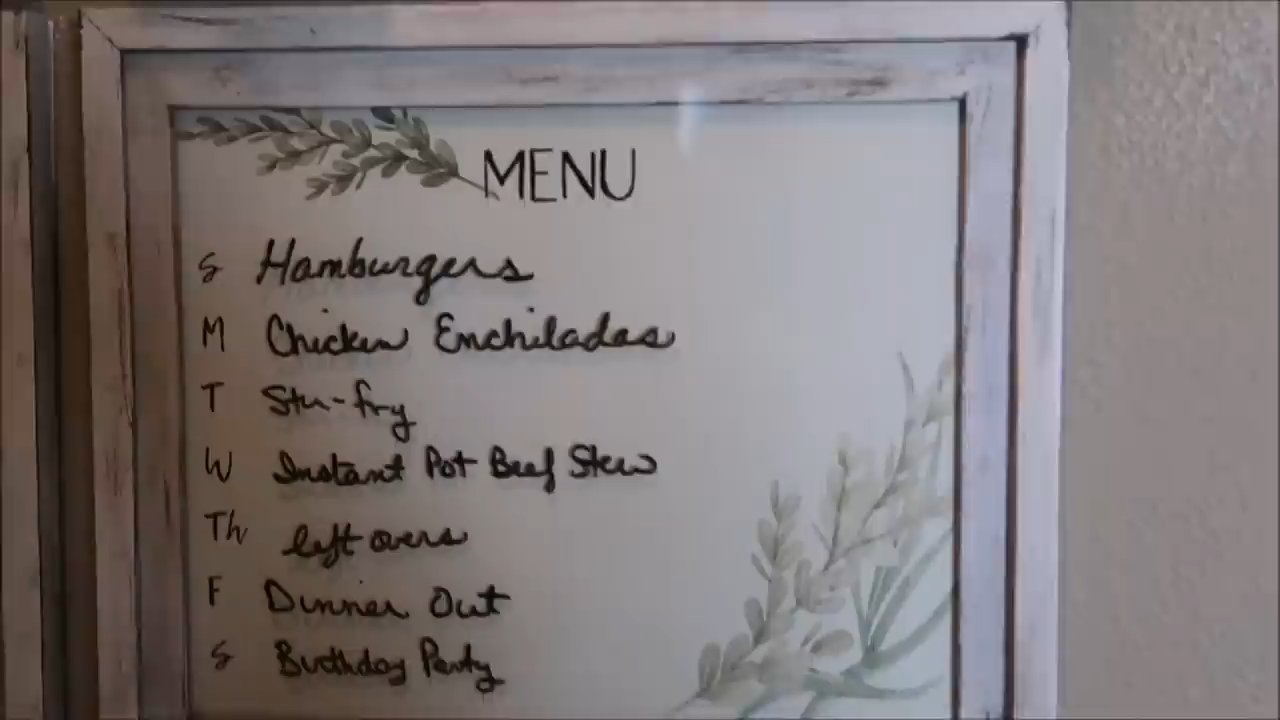 MENU
S Hamburgers
M Chicken Enchiladas
T Stir-fry
W Instant Pot Beef Stew
Th left overs
F Dinner Out
S Birthday Party